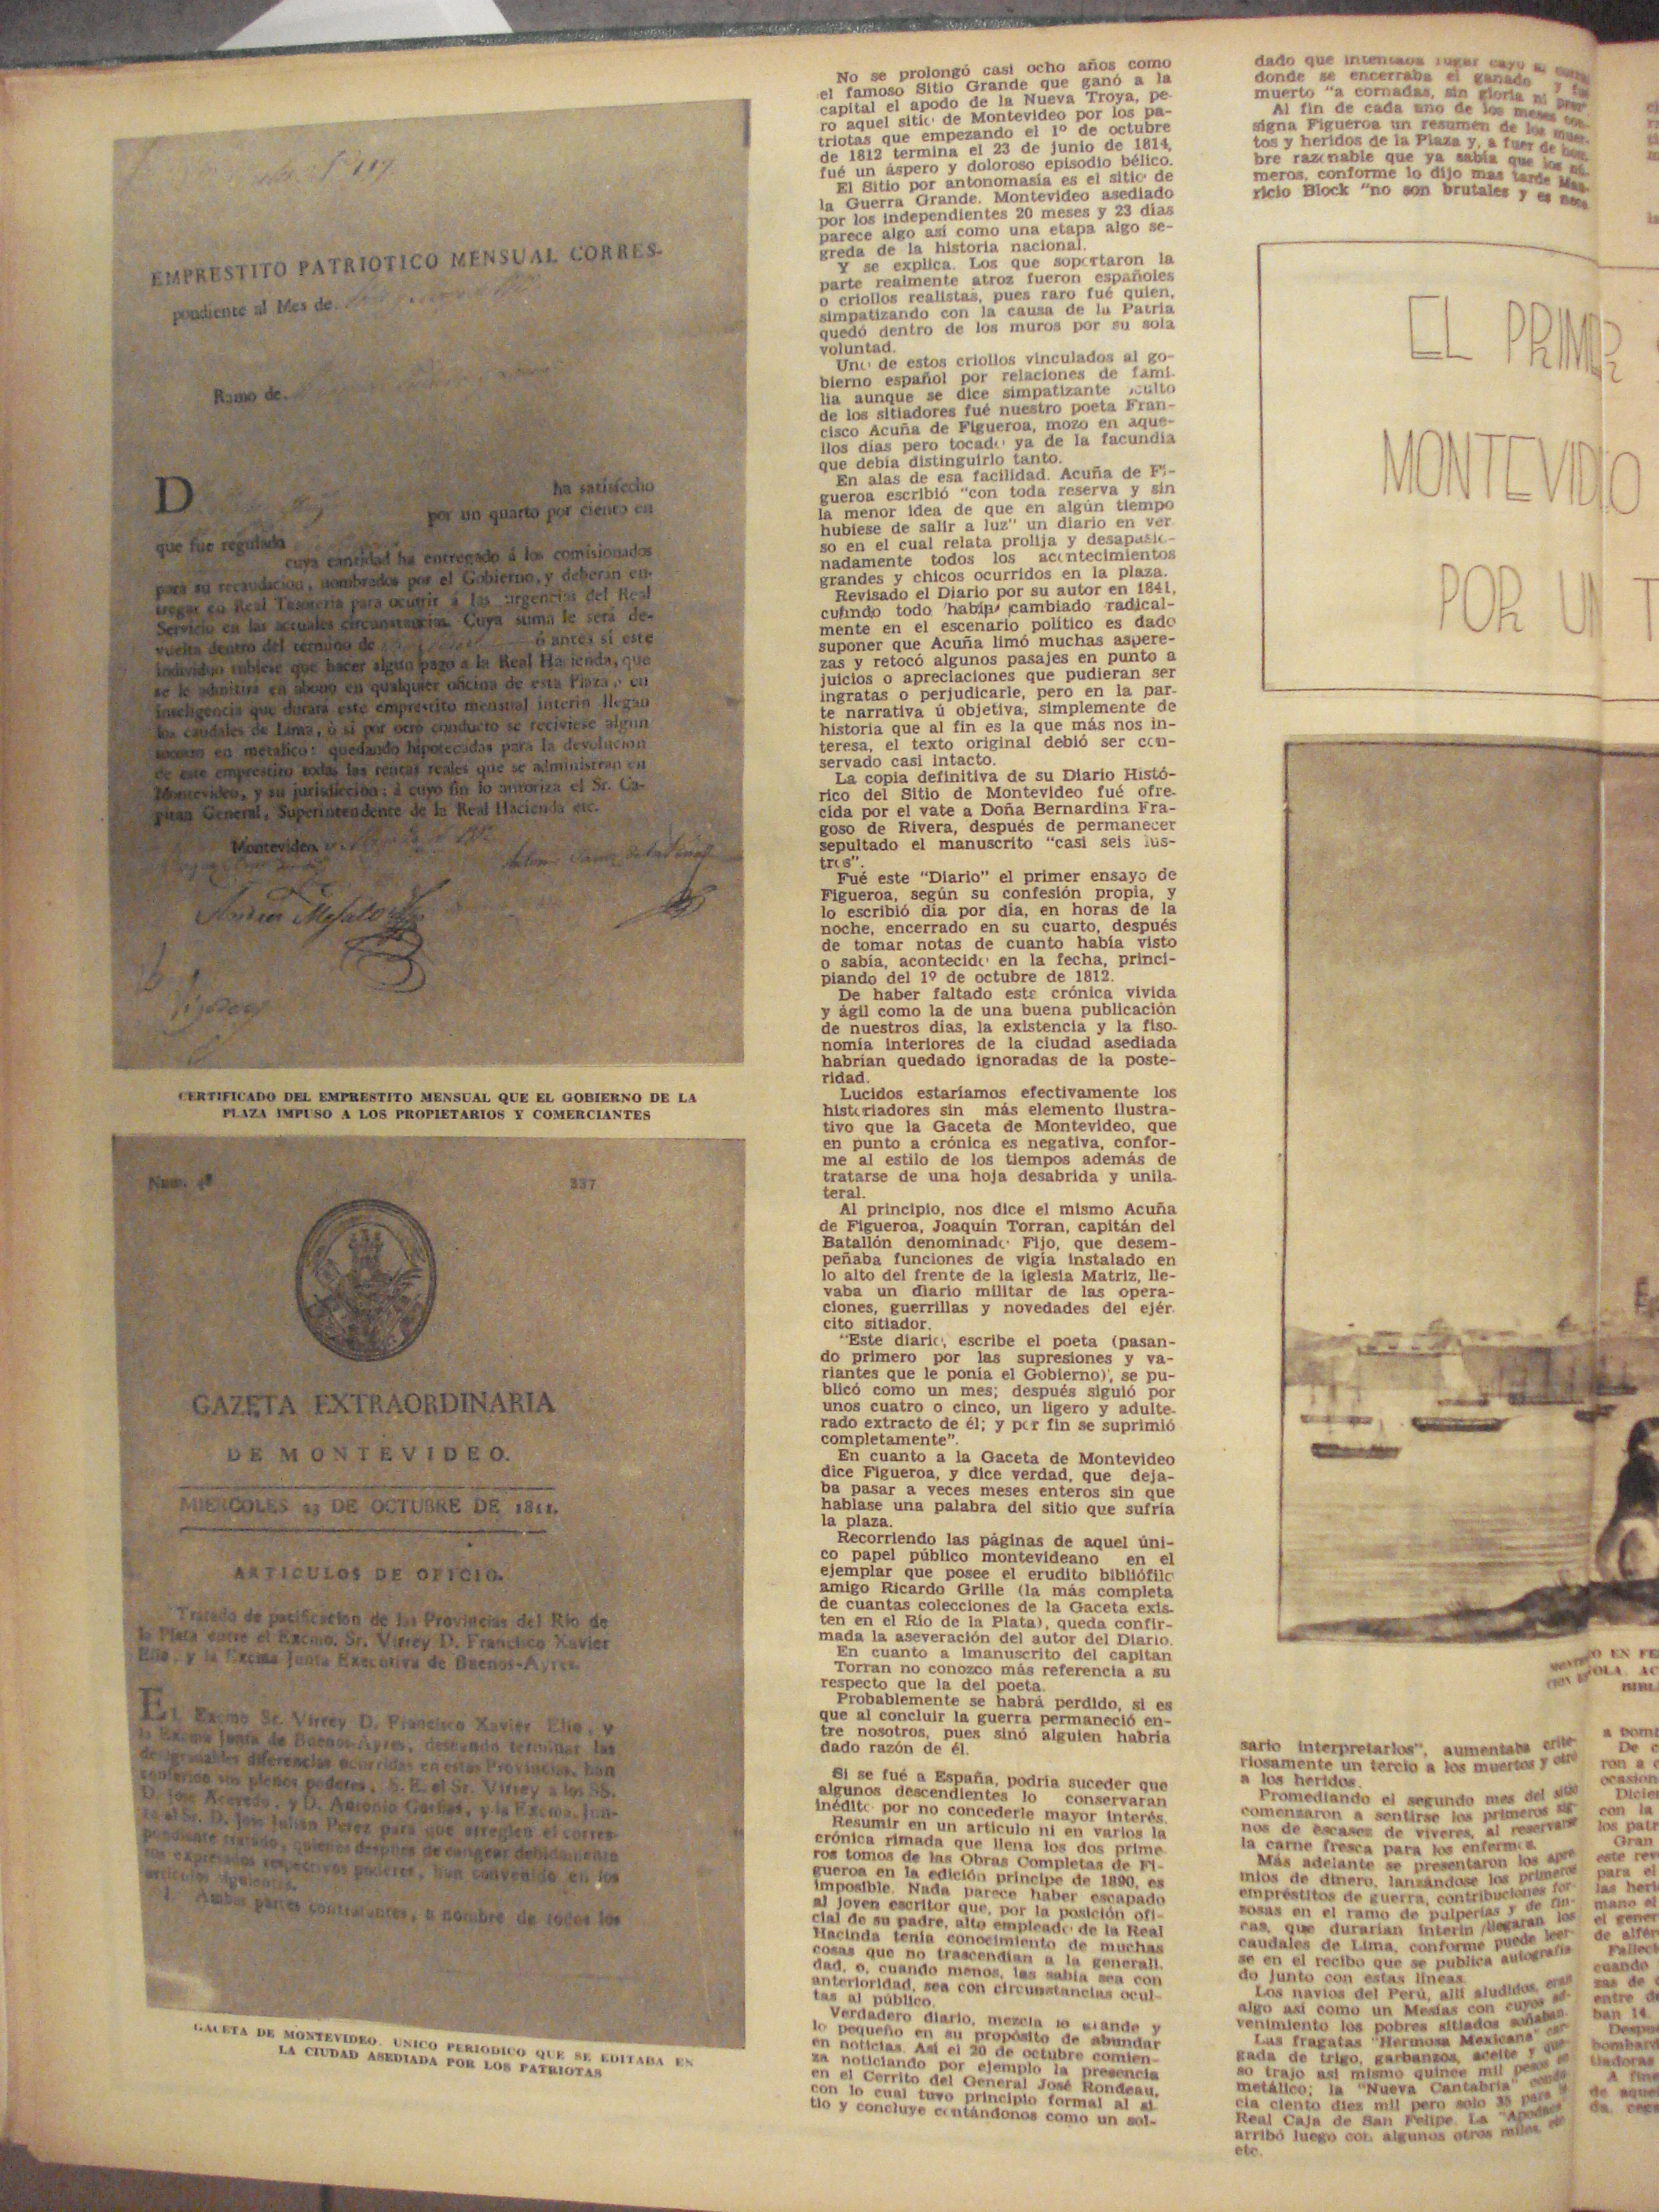 EMPRESTITO PATRIOTICO MENSUAL CORRES-
pondiente al Mes de
Ramo de.
D
ha satisfecho
por un quarto por ciento en
que fue regulada
cuya cantidad ha entregado á los comisionados
para su recaudacion, nombrados por el Gobierno, y deberán en-
tregar en Real Tesorería para ocurrir á las urgencias del Real
Servicio en las actuales circunstancias. Cuya suma le será de-
vuelta dentro del término de ó antes si este
individuo tubiese que hacer algun pago a la Real Hacienda, que
se le admitirá en abono en qualquier oficina de esta Plaza, en
inteligencia que durará este emprestito mensual interin llegan
los caudales de Lima, ò si por otro conducto se reciviese algun
socorro en metalico: quedando hipotecadas para la devolucion
de este emprestito todas las rentas reales que se administran en
Montevideo, y su jurisdiccion: á cuyo fin lo autoriza el Sr. Ca-
pitan General, Superintendente de la Real Hacienda etc.
Montevideo
CERTIFICADO DEL EMPRESTITO MENSUAL QUE EL GOBIERNO DE LA
PLAZA IMPUSO A LOS PROPIETARIOS Y COMERCIANTES
Num.
337
GAZETA EXTRAORDINARIA
DE MONTEVIDEO.
MIERCOLES 23 DE OCTUBRE DE 1811.
ARTICULOS DE OFICIO.
Tratado de pacificacion de las Provincias del Rio de
la Plata entre el Excmo. Sr. Virrey D. Francisco Xavier
Elio, y la Excma Junta Executiva de Buenos-Ayres.
EL Excmo Sr. Virrey D. Francisco Xavier Elio, y
la Excma Junta de Buenos-Ayres, deseando terminar las
desagradables diferencias ocurridas en estas Provincias, han
conferido sus plenos poderes, S. E. el Sr. Virrey a los SS.
D. Jose Acevedo, y D. Antonio Garfias, y la Excma. Jun-
ta al Sr. D. Jose Julian Perez para que arreglen el corres-
pondiente tratado, quienes despues de cangear debidamente
sus expresados respectivos poderes, han convenido en los
articulos siguientes.
1. Ambas partes contratantes, a nombre de todos los
GACETA DE MONTEVIDEO. UNICO PERIODICO QUE SE EDITABA EN
LA CIUDAD ASEDIADA POR LOS PATRIOTAS
No se prolongó casi ocho años como
el famoso Sitio Grande que ganó a la
capital el apodo de la Nueva Troya, pe-
ro aquel sitio de Montevideo por los pa-
triotas que empezando el 1º de octubre
de 1812 termina el 23 de junio de 1814,
fué un áspero y doloroso episodio bélico.
El Sitio por antonomasia es el sitio de
la Guerra Grande. Montevideo asediado
por los independientes 20 meses y 23 días
parece algo así como una etapa algo se-
greda de la historia nacional.
Y se explica. Los que soportaron la
parte realmente atroz fueron españoles
o criollos realistas, pues raro fué quien,
simpatizando con la causa de la Patria
quedó dentro de los muros por su sola
voluntad.
Uno de estos criollos vinculados al go-
bierno español por relaciones de fami-
lia aunque se dice simpatizante oculto
de los sitiadores fué nuestro poeta Fran-
cisco Acuña de Figueroa, mozo en aque-
llos días pero tocado ya de la facundia
que debía distinguirlo tanto.
En alas de esa facilidad. Acuña de Fi-
gueroa escribió "con toda reserva y sin
la menor idea de que en algún tiempo
hubiese de salir a luz" un diario en ver
so en el cual relata prolija y desapasio-
nadamente todos los acontecimientos
grandes y chicos ocurridos en la plaza.
Revisado el Diario por su autor en 1841,
cuando todo había cambiado radical-
mente en el escenario político es dado
suponer que Acuña limó muchas aspere-
zas y retocó algunos pasajes en punto a
juicios o apreciaciones que pudieran ser
ingratas o perjudicarle, pero en la par-
te narrativa ú objetiva, simplemente de
historia que al fin es la que más nos in-
teresa, el texto original debió ser con-
servado casi intacto.
La copia definitiva de su Diario Histó-
rico del Sitio de Montevideo fué ofre-
cida por el vate a Doña Bernardina Fra-
goso de Rivera, después de permanecer
sepultado el manuscrito "casi seis lus-
tros".
Fué este "Diario" el primer ensayo de
Figueroa, según su confesión propia, y
lo escribió día por día, en horas de la
noche, encerrado en su cuarto, después
de tomar notas de cuanto había visto
o sabía, acontecido en la fecha, princi-
piando del 1º de octubre de 1812.
De haber faltado esta crónica vivida
y ágil como la de una buena publicación
de nuestros días, la existencia y la fiso-
nomía interiores de la ciudad asediada
habrían quedado ignoradas de la poste-
ridad.
Lucidos estaríamos efectivamente los
historiadores sin más elemento ilustra-
tivo que la Gaceta de Montevideo, que
en punto a crónica es negativa, confor-
me al estilo de los tiempos además de
tratarse de una hoja desabrida y unila-
teral.
Al principio, nos dice el mismo Acuña
de Figueroa, Joaquín Torran, capitán del
Batallón denominado Fijo, que desem-
peñaba funciones de vigía instalado en
lo alto del frente de la iglesia Matriz, lle-
vaba un diario militar de las opera-
ciones, guerrillas y novedades del ejér-
cito sitiador.
"Este diario, escribe el poeta (pasan-
do primero por las supresiones y va-
riantes que le ponía el Gobierno), se pu-
blicó como un mes; después siguió por
unos cuatro o cinco, un ligero y adulte-
rado extracto de él; y por fin se suprimió
completamente".
En cuanto a la Gaceta de Montevideo
dice Figueroa, y dice verdad, que deja-
ba pasar a veces meses enteros sin que
hablase una palabra del sitio que sufría
la plaza.
Recorriendo las páginas de aquel úni-
co papel público montevideano en el
ejemplar que posee el erudito bibliófilo
amigo Ricardo Grille (la más completa
de cuantas colecciones de la Gaceta exis-
ten en el Río de la Plata), queda confir-
mada la aseveración del autor del Diario.
En cuanto a lmanuscrito del capitan
Torran no conozco más referencia a su
respecto que la del poeta.
Probablemente se habrá perdido, si es
que al concluir la guerra permaneció en-
tre nosotros, pues sinó alguien habría
dado razón de él.
Si se fué a España, podría suceder que
algunos descendientes lo conservaran
inédito por no concederle mayor interés.
Resumir en un artículo ni en varios la
crónica rimada que llena los dos prime
ros tomos de las Obras Completas de Fi-
gueroa en la edición príncipe de 1890, es
imposible. Nada parece haber escapado
al joven escritor que, por la posición ofi-
cial de su padre, alto empleado de la Real
Hacinda tenía conocimiento de muchas
cosas que no trascendían a la generali-
dad, o, cuando menos, las sabía sea con
anterioridad, sea con circunstancias ocul-
tas al público.
Verdadero diario, mezcla lo grande y
lo pequeño en su propósito de abundar
en noticias. Así el 20 de octubre comien-
za noticiando por ejemplo la presencia
en el Cerrito del General José Rondeau,
con lo cual tuvo principio formal al si-
tio y concluye contándonos como un sol-
dado que intentaba fugar cayó al corral
donde se encerraba el ganado y fué
muerto "a cornadas, sin gloria ni prez".
Al fin de cada uno de los meses con-
signa Figueroa un resumen de los muer-
tos y heridos de la Plaza y, a fuer de hom-
bre razonable que ya sabía que los nú-
meros, conforme lo dijo mas tarde Mau-
ricio Block "no son brutales y es nece
EL PRIMER
MONTEVIDEO
POR UN T
sario interpretarlos", aumentaba crite-
riosamente un tercio a los muertos y otro
a los heridos.
Promediando el segundo mes del sitio
comenzaron a sentirse los primeros sig-
nos de escasez de víveres, al reservarse
la carne fresca para los enfermos.
Más adelante se presentaron los apre
mios de dinero, lanzándose los primeros
empréstitos de guerra, contribuciones for-
zosas en el ramo de pulperías y de fin-
cas, que durarían interin llegaran los
caudales de Lima, conforme puede leer-
se en el recibo que se publica autografia
do junto con estas líneas.
Los navíos del Perú, allí aludidos, eran
algo así como un Mesías con cuyo ad-
venimiento los pobres sitiados soñaban.
Las fragatas "Hermosa Mexicana" car-
gada de trigo, garbanzos, aceite y que-
so trajo así mismo quince mil pesos en
metálico; la "Nueva Cantabria" condu
cía ciento diez mil pero solo 35 para la
Real Caja de San Felipe. La "Apodaca"
arribó luego con algunos otros miles, etc
etc.